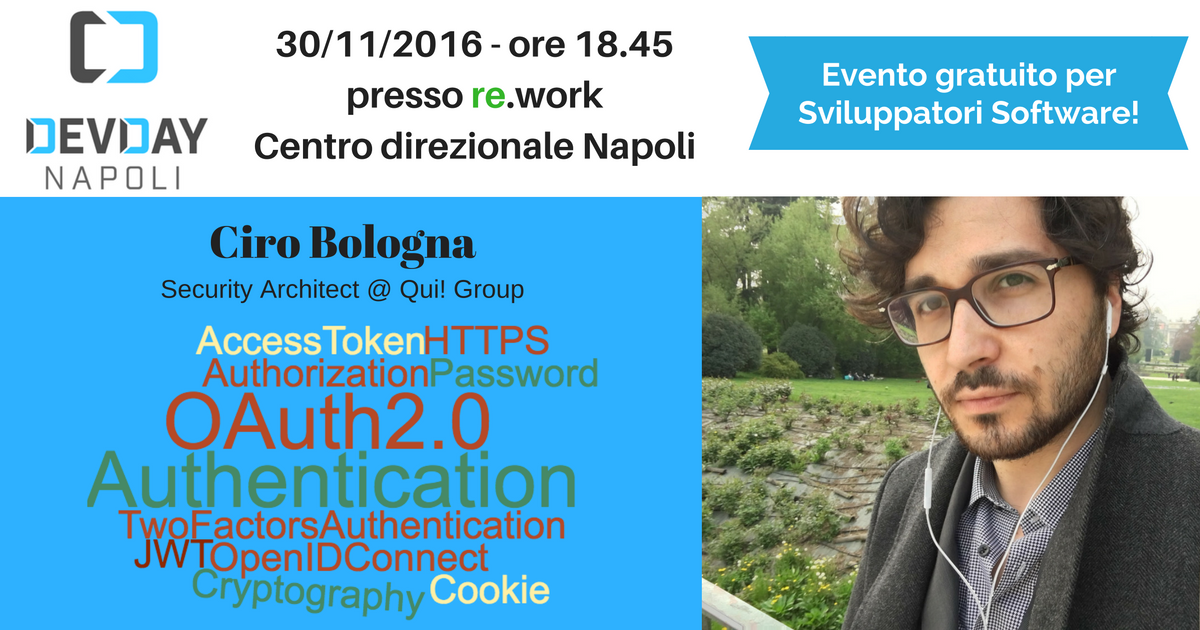 DEVDAY
NAPOLI
30/11/2016 - ore 18.45
presso re.work
Centro direzionale Napoli
Evento gratuito per
Sviluppatori Software!
Ciro Bologna
Security Architect @ Qui! Group
AccessTokenHTTPS
AuthorizationPassword
OAuth2.0
Authentication
TwoFactorsAuthentication
JWTOpenIDConnect
Cryptography Cookie